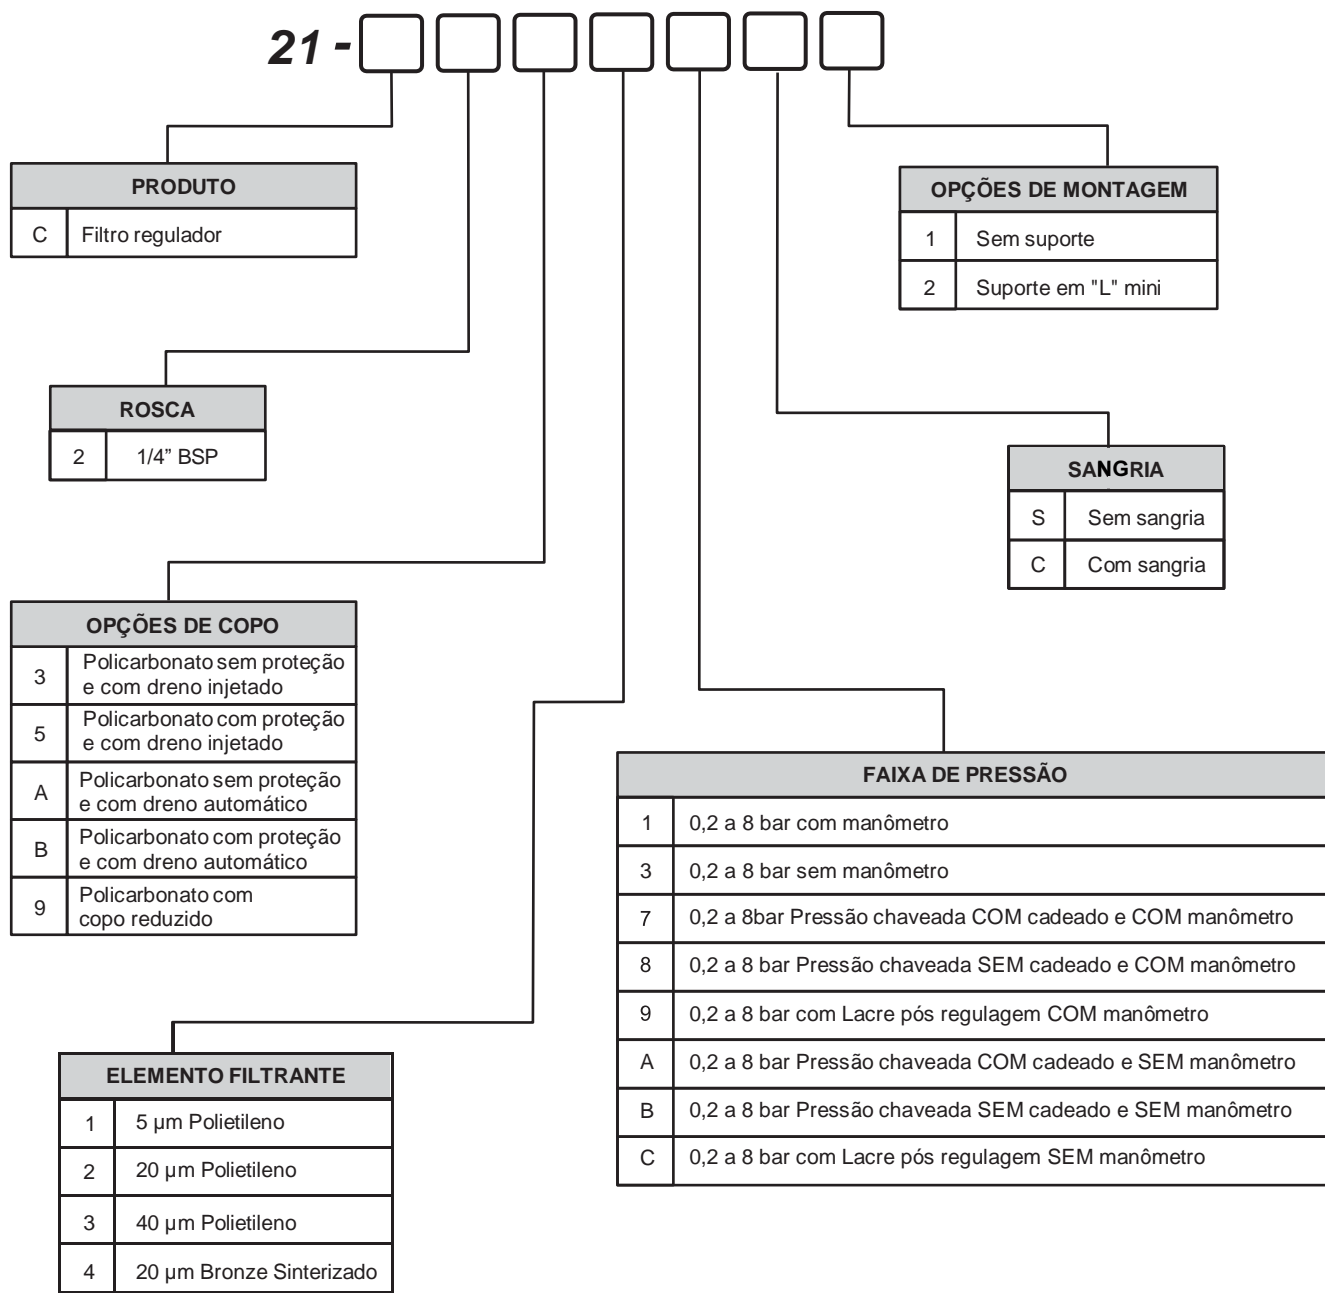 21 -
PRODUTO
C Filtro regulador
OPÇÕES DE MONTAGEM
1 Sem suporte
2 Suporte em "L" mini
ROSCA
2 1/4” BSP
SANGRIA
S Sem sangria
C Com sangria
OPÇÕES DE COPO
3 Policarbonato sem proteção
e com dreno injetado
5 Policarbonato com proteção
e com dreno injetado
A Policarbonato sem proteção
e com dreno automático
B Policarbonato com proteção
e com dreno automático
9 Policarbonato com
copo reduzido
FAIXA DE PRESSÃO
1 0,2 a 8 bar com manômetro
3 0,2 a 8 bar sem manômetro
7 0,2 a 8bar Pressão chaveada COM cadeado e COM manômetro
8 0,2 a 8 bar Pressão chaveada SEM cadeado e COM manômetro
9 0,2 a 8 bar com Lacre pós regulagem COM manômetro
A 0,2 a 8 bar Pressão chaveada COM cadeado e SEM manômetro
B 0,2 a 8 bar Pressão chaveada SEM cadeado e SEM manômetro
C 0,2 a 8 bar com Lacre pós regulagem SEM manômetro
ELEMENTO FILTRANTE
1 5 µm Polietileno
2 20 µm Polietileno
3 40 µm Polietileno
4 20 µm Bronze Sinterizado